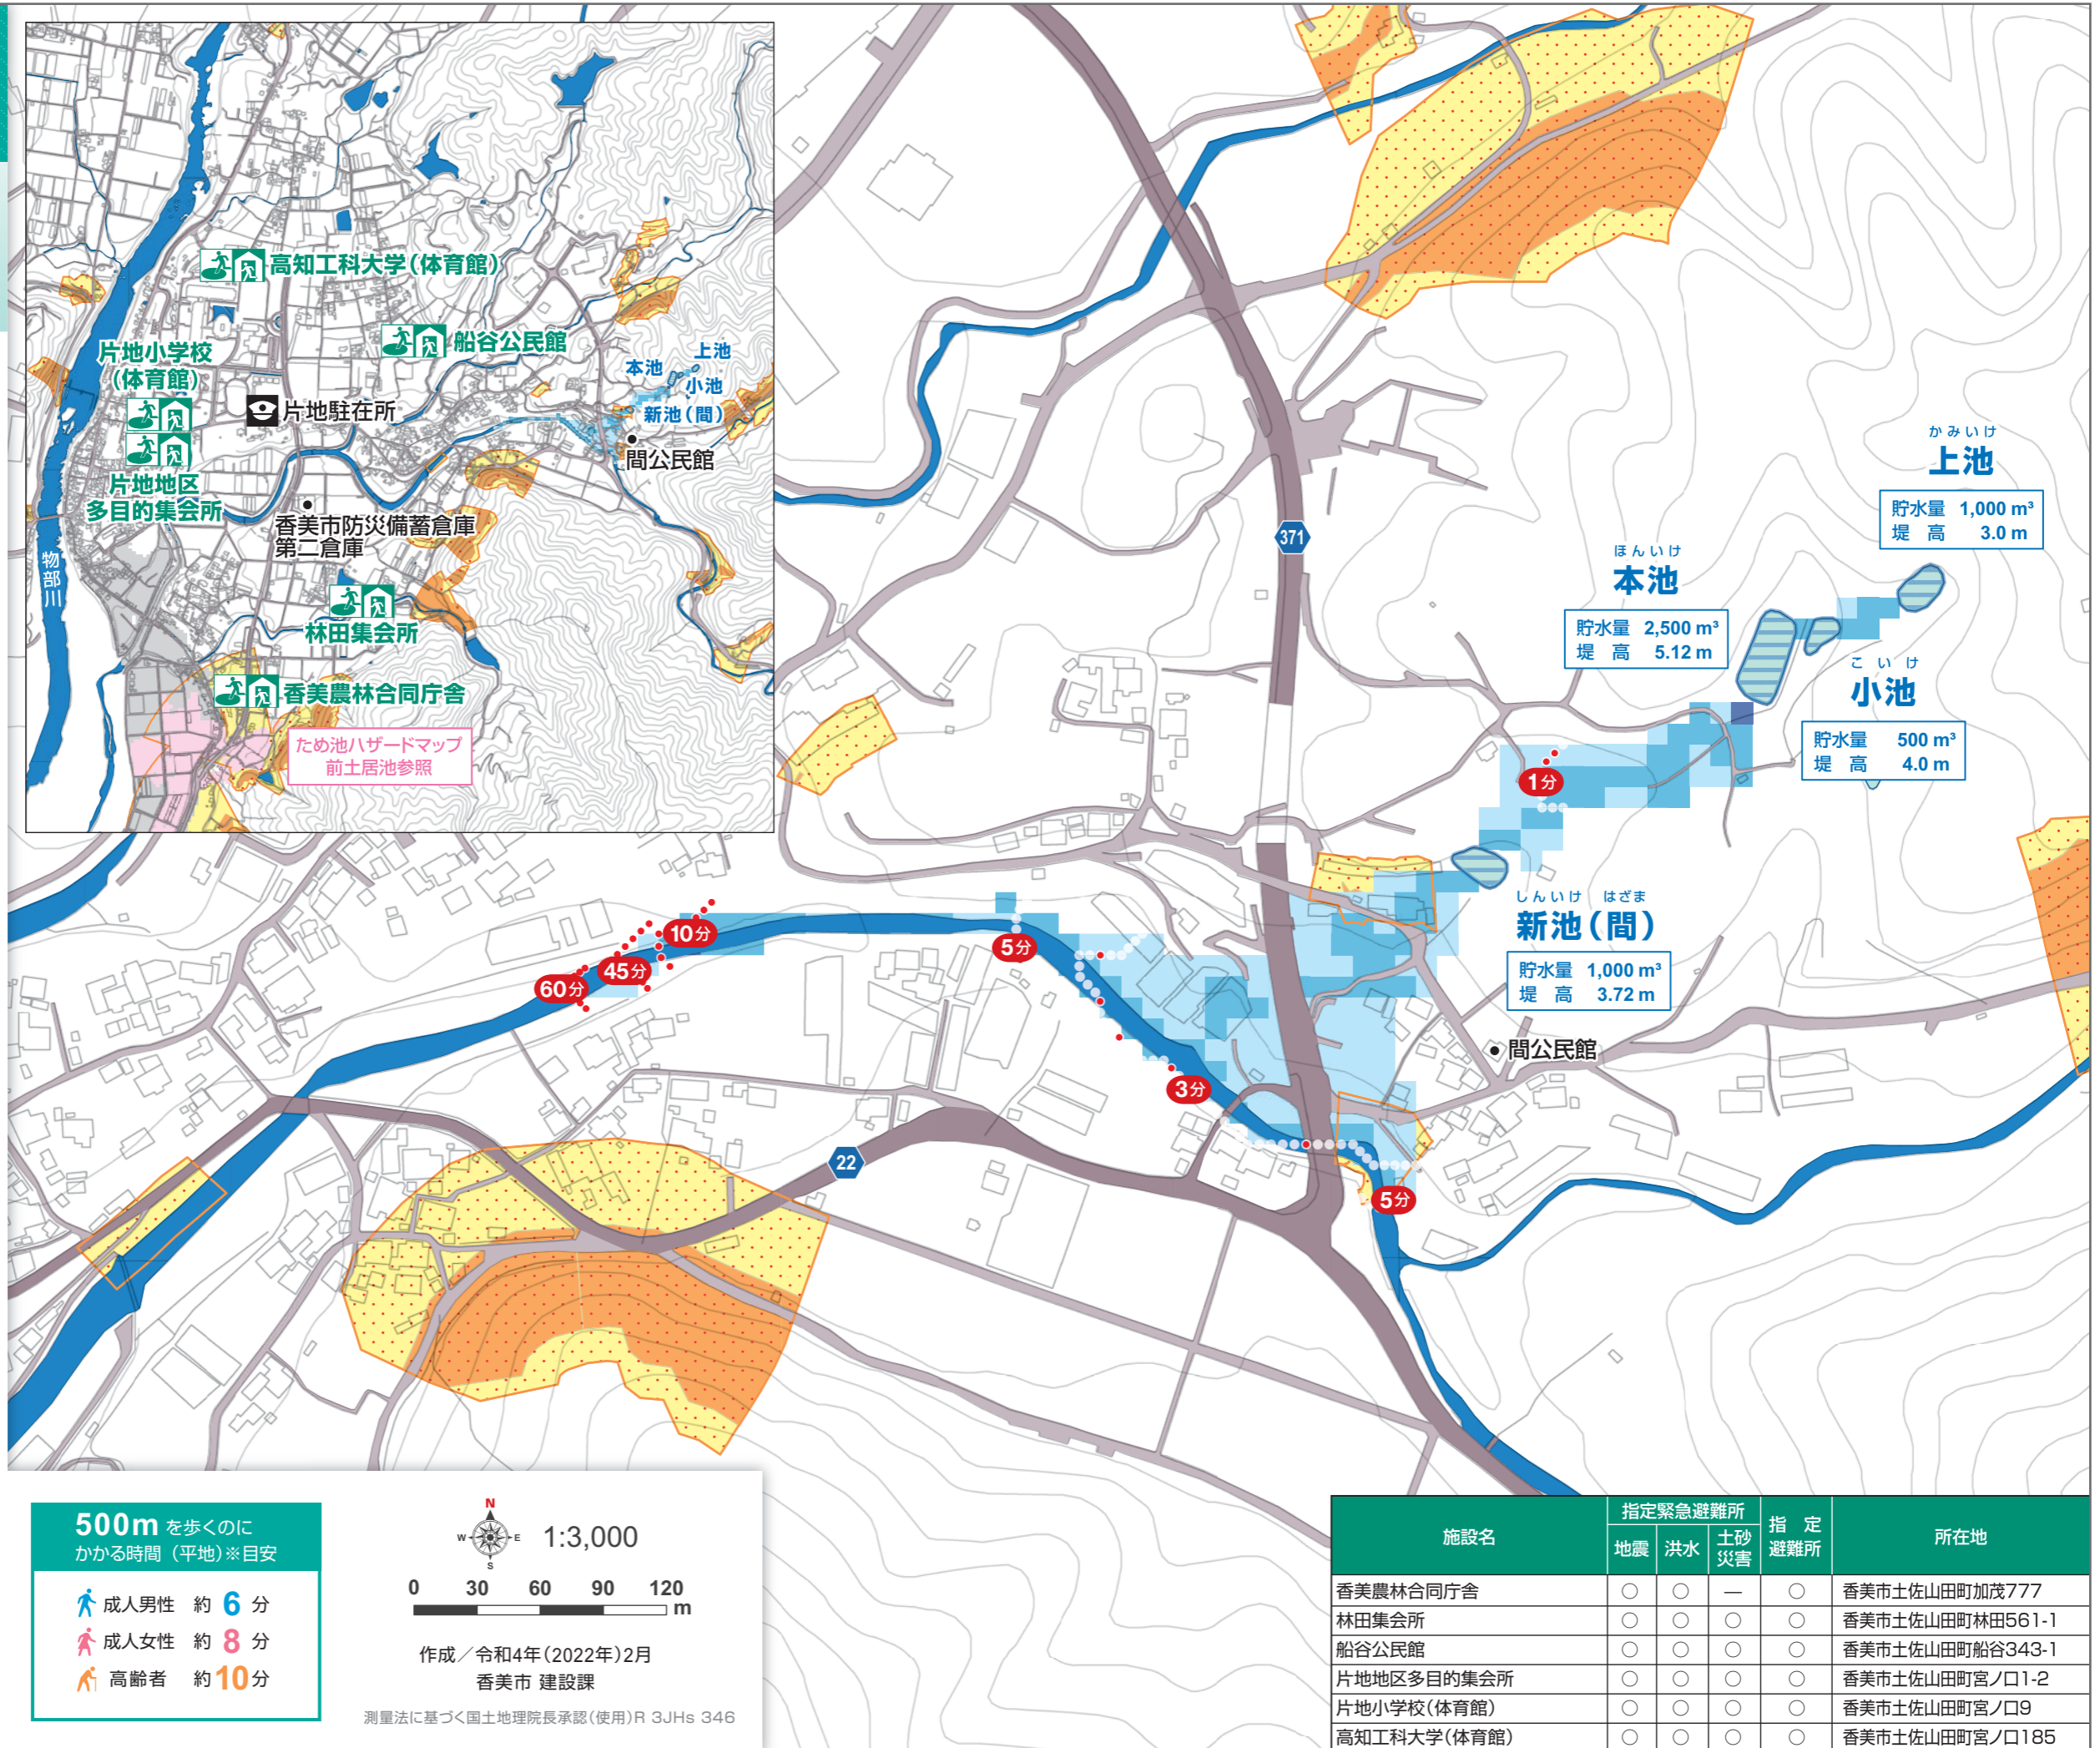 高知工科大学(体育館)
船谷公民館
片地小学校
(体育館)
片地駐在所
片地地区
多目的集会所
本池
上池
小池
新池(間)
間公民館
香美市防災備蓄倉庫
第二倉庫
物部川
林田集会所
香美農林合同庁舎
ため池ハザードマップ
前土居池参照
371
かみいけ
上池
貯水量 1,000 m³
堤 高 3.0 m
ほんいけ
本池
貯水量 2,500 m³
堤 高 5.12 m
こいけ
小池
貯水量 500 m³
堤 高 4.0 m
1分
しんいけ はざま
新池(間)
貯水量 1,000 m³
堤 高 3.72 m
10分
5分
45分
60分
間公民館
3分
22
5分
500m を歩くのに
かかる時間(平地)※目安
成人男性 約 6 分
成人女性 約 8 分
高齢者 約 10 分
N
W E
S
1:3,000
0 30 60 90 120
m
作成/令和4年(2022年)2月
香美市 建設課
測量法に基づく国土地理院長承認(使用)R 3JHs 346
施設名 指定緊急避難所 指定避難所 所在地
地震 洪水 土砂災害
香美農林合同庁舎 ○ ○ ― ○ 香美市土佐山田町加茂777
林田集会所 ○ ○ ○ ○ 香美市土佐山田町林田561-1
船谷公民館 ○ ○ ○ ○ 香美市土佐山田町船谷343-1
片地地区多目的集会所 ○ ○ ○ ○ 香美市土佐山田町宮ノ口1-2
片地小学校(体育館) ○ ○ ○ ○ 香美市土佐山田町宮ノ口9
高知工科大学(体育館) ○ ○ ○ ○ 香美市土佐山田町宮ノ口185